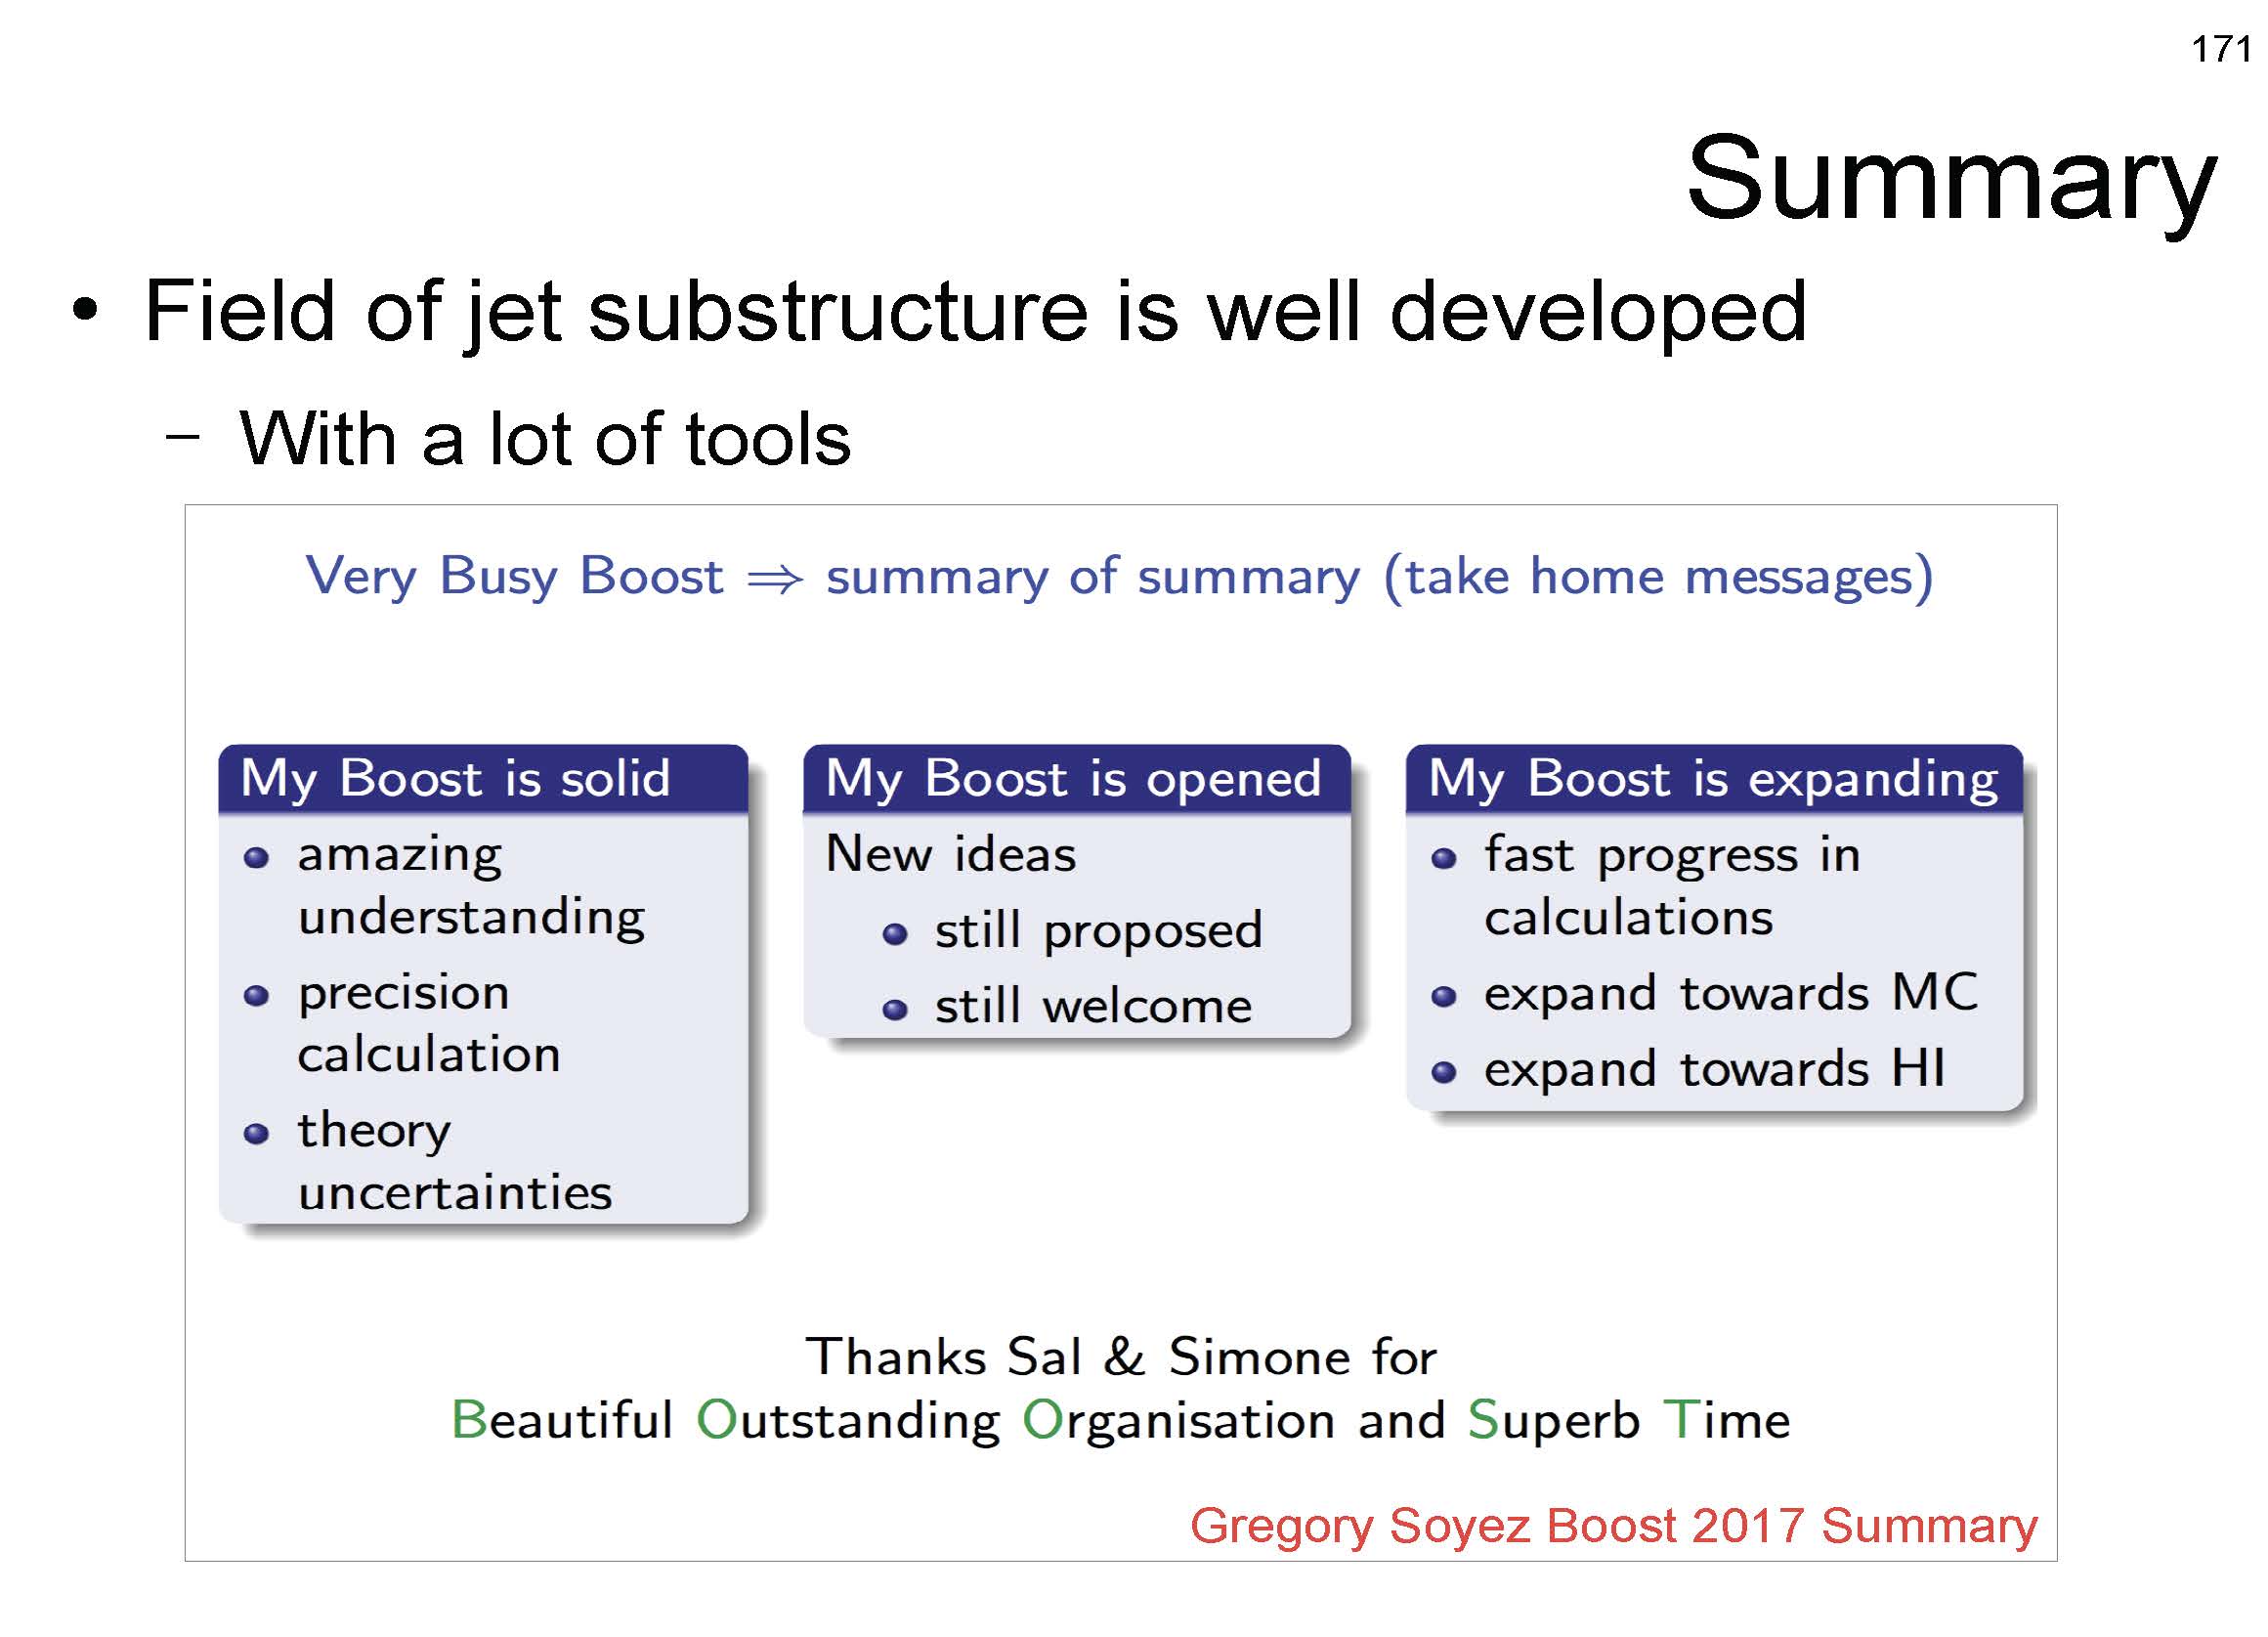 171
Summary
• Field of jet substructure is well developed
– With a lot of tools
Very Busy Boost ⇒ summary of summary (take home messages)
My Boost is solid
• amazing
understanding
• precision
calculation
• theory
uncertainties
My Boost is opened
New ideas
• still proposed
• still welcome
My Boost is expanding
• fast progress in
calculations
• expand towards MC
• expand towards HI
Thanks Sal & Simone for
Beautiful Outstanding Organisation and Superb Time
Gregory Soyez Boost 2017 Summary